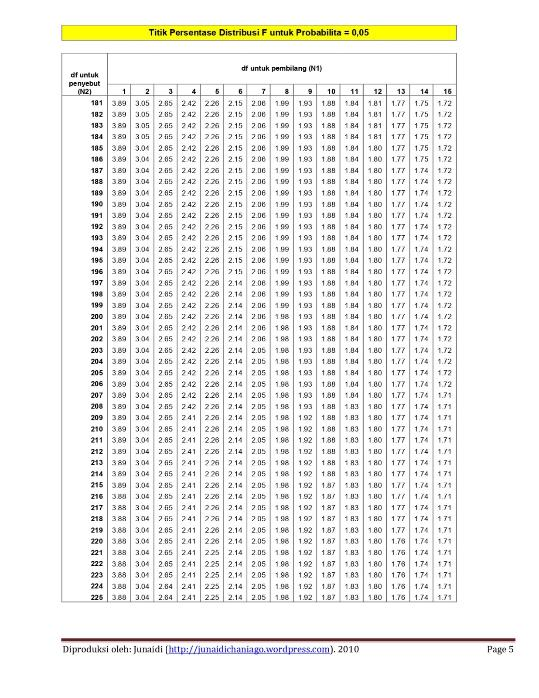 Titik Persentase Distribusi F untuk Probabilita = 0,05
df untuk penyebut (N2)
df untuk pembilang (N1)
1 2 3 4 5 6 7 8 9 10 11 12 13 14 15
181 3.89 3.05 2.65 2.42 2.26 2.15 2.06 1.99 1.93 1.88 1.84 1.81 1.77 1.75 1.72
182 3.89 3.05 2.65 2.42 2.26 2.15 2.06 1.99 1.93 1.88 1.84 1.81 1.77 1.75 1.72
183 3.89 3.05 2.65 2.42 2.26 2.15 2.06 1.99 1.93 1.88 1.84 1.81 1.77 1.75 1.72
184 3.89 3.05 2.65 2.42 2.26 2.15 2.06 1.99 1.93 1.88 1.84 1.81 1.77 1.75 1.72
185 3.89 3.04 2.65 2.42 2.26 2.15 2.06 1.99 1.93 1.88 1.84 1.80 1.77 1.75 1.72
186 3.89 3.04 2.65 2.42 2.26 2.15 2.06 1.99 1.93 1.88 1.84 1.80 1.77 1.75 1.72
187 3.89 3.04 2.65 2.42 2.26 2.15 2.06 1.99 1.93 1.88 1.84 1.80 1.77 1.74 1.72
188 3.89 3.04 2.65 2.42 2.26 2.15 2.06 1.99 1.93 1.88 1.84 1.80 1.77 1.74 1.72
189 3.89 3.04 2.65 2.42 2.26 2.15 2.06 1.99 1.93 1.88 1.84 1.80 1.77 1.74 1.72
190 3.89 3.04 2.65 2.42 2.26 2.15 2.06 1.99 1.93 1.88 1.84 1.80 1.77 1.74 1.72
191 3.89 3.04 2.65 2.42 2.26 2.15 2.06 1.99 1.93 1.88 1.84 1.80 1.77 1.74 1.72
192 3.89 3.04 2.65 2.42 2.26 2.15 2.06 1.99 1.93 1.88 1.84 1.80 1.77 1.74 1.72
193 3.89 3.04 2.65 2.42 2.26 2.15 2.06 1.99 1.93 1.88 1.84 1.80 1.77 1.74 1.72
194 3.89 3.04 2.65 2.42 2.26 2.15 2.06 1.99 1.93 1.88 1.84 1.80 1.77 1.74 1.72
195 3.89 3.04 2.65 2.42 2.26 2.15 2.06 1.99 1.93 1.88 1.84 1.80 1.77 1.74 1.72
196 3.89 3.04 2.65 2.42 2.26 2.15 2.06 1.99 1.93 1.88 1.84 1.80 1.77 1.74 1.72
197 3.89 3.04 2.65 2.42 2.26 2.14 2.06 1.99 1.93 1.88 1.84 1.80 1.77 1.74 1.72
198 3.89 3.04 2.65 2.42 2.26 2.14 2.06 1.99 1.93 1.88 1.84 1.80 1.77 1.74 1.72
199 3.89 3.04 2.65 2.42 2.26 2.14 2.06 1.99 1.93 1.88 1.84 1.80 1.77 1.74 1.72
200 3.89 3.04 2.65 2.42 2.26 2.14 2.06 1.98 1.93 1.88 1.84 1.80 1.77 1.74 1.72
201 3.89 3.04 2.65 2.42 2.26 2.14 2.06 1.98 1.93 1.88 1.84 1.80 1.77 1.74 1.72
202 3.89 3.04 2.65 2.42 2.26 2.14 2.06 1.98 1.93 1.88 1.84 1.80 1.77 1.74 1.72
203 3.89 3.04 2.65 2.42 2.26 2.14 2.05 1.98 1.93 1.88 1.84 1.80 1.77 1.74 1.72
204 3.89 3.04 2.65 2.42 2.26 2.14 2.05 1.98 1.93 1.88 1.84 1.80 1.77 1.74 1.72
205 3.89 3.04 2.65 2.42 2.26 2.14 2.05 1.98 1.93 1.88 1.84 1.80 1.77 1.74 1.72
206 3.89 3.04 2.65 2.42 2.26 2.14 2.05 1.98 1.93 1.88 1.84 1.80 1.77 1.74 1.72
207 3.89 3.04 2.65 2.42 2.26 2.14 2.05 1.98 1.93 1.88 1.84 1.80 1.77 1.74 1.71
208 3.89 3.04 2.65 2.42 2.26 2.14 2.05 1.98 1.93 1.88 1.83 1.80 1.77 1.74 1.71
209 3.89 3.04 2.65 2.41 2.26 2.14 2.05 1.98 1.92 1.88 1.83 1.80 1.77 1.74 1.71
210 3.89 3.04 2.65 2.41 2.26 2.14 2.05 1.98 1.92 1.88 1.83 1.80 1.77 1.74 1.71
211 3.89 3.04 2.65 2.41 2.26 2.14 2.05 1.98 1.92 1.88 1.83 1.80 1.77 1.74 1.71
212 3.89 3.04 2.65 2.41 2.26 2.14 2.05 1.98 1.92 1.88 1.83 1.80 1.77 1.74 1.71
213 3.89 3.04 2.65 2.41 2.26 2.14 2.05 1.98 1.92 1.88 1.83 1.80 1.77 1.74 1.71
214 3.89 3.04 2.65 2.41 2.26 2.14 2.05 1.98 1.92 1.88 1.83 1.80 1.77 1.74 1.71
215 3.89 3.04 2.65 2.41 2.26 2.14 2.05 1.98 1.92 1.87 1.83 1.80 1.77 1.74 1.71
216 3.88 3.04 2.65 2.41 2.26 2.14 2.05 1.98 1.92 1.87 1.83 1.80 1.77 1.74 1.71
217 3.88 3.04 2.65 2.41 2.26 2.14 2.05 1.98 1.92 1.87 1.83 1.80 1.77 1.74 1.71
218 3.88 3.04 2.65 2.41 2.26 2.14 2.05 1.98 1.92 1.87 1.83 1.80 1.77 1.74 1.71
219 3.88 3.04 2.65 2.41 2.26 2.14 2.05 1.98 1.92 1.87 1.83 1.80 1.77 1.74 1.71
220 3.88 3.04 2.65 2.41 2.26 2.14 2.05 1.98 1.92 1.87 1.83 1.80 1.76 1.74 1.71
221 3.88 3.04 2.65 2.41 2.25 2.14 2.05 1.98 1.92 1.87 1.83 1.80 1.76 1.74 1.71
222 3.88 3.04 2.65 2.41 2.25 2.14 2.05 1.98 1.92 1.87 1.83 1.80 1.76 1.74 1.71
223 3.88 3.04 2.65 2.41 2.25 2.14 2.05 1.98 1.92 1.87 1.83 1.80 1.76 1.74 1.71
224 3.88 3.04 2.64 2.41 2.25 2.14 2.05 1.98 1.92 1.87 1.83 1.80 1.76 1.74 1.71
225 3.88 3.04 2.64 2.41 2.25 2.14 2.05 1.98 1.92 1.87 1.83 1.80 1.76 1.74 1.71
Diproduksi oleh: Junaidi (http://junaidichaniago.wordpress.com). 2010 Page 5